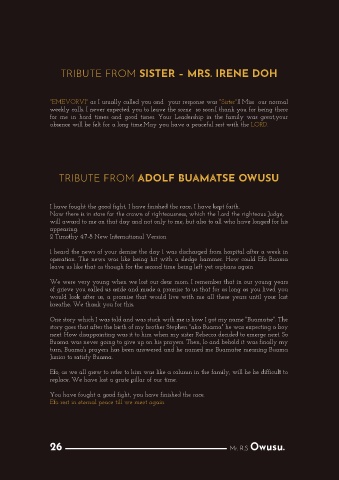 TRIBUTE FROM SISTER - MRS. IRENE DOH
"EMEVORVI" as I usually called you and your response was "Sister"!! Miss our normal
weekly calls. I never expected you to leave the scene so soon.I thank you for being there
for me in hard times and good times. Your Leadership in the family was great,your
absence will be felt for a long time.May you have a peaceful rest with the LORD.
TRIBUTE FROM ADOLF BUAMATSE OWUSU
I have fought the good fight, I have finished the race, I have kept faith.
Now there is in store for the crown of righteousness, which the Lord the righteous Judge,
will award to me on that day and not only to me, but also to all who have longed for his
appearing.
2 Timothy 4:7-8 New International Version
I heard the news of your demise the day I was discharged from hospital after a week in
operation. The news was like being hit with a sledge hammer. How could Efo Buama
leave us like that as though for the second time being left yet orphans again.
We were very young when we lost our dear mum, I remember that in our young years
of grieve you called us aside and made a promise to us that for as long as you lived you
would look after us, a promise that would live with me all these years until your last
breathe. We thank you for this.
One story which I was told and was stuck with me is how I got my name "Buamatse". The
story goes that after the birth of my brother Stephen "aka Buama" he was expecting a boy
next. How disappointing was it to him when my sister Rebecca decided to emerge next. So
Buama was never going to give up on his prayers. Then, lo and behold it was finally my
turn, Buama's prayers has been answered and he named me Buamatse meaning Buama
Junior to satisfy Buama.
Efo, as we all grew to refer to him was like a column in the family, will be be difficult to
replace. We have lost a great pillar of our time.
You have fought a good fight, you have finished the race.
Efo, rest in eternal peace till we meet again.
26 Mr R.S Owusu.